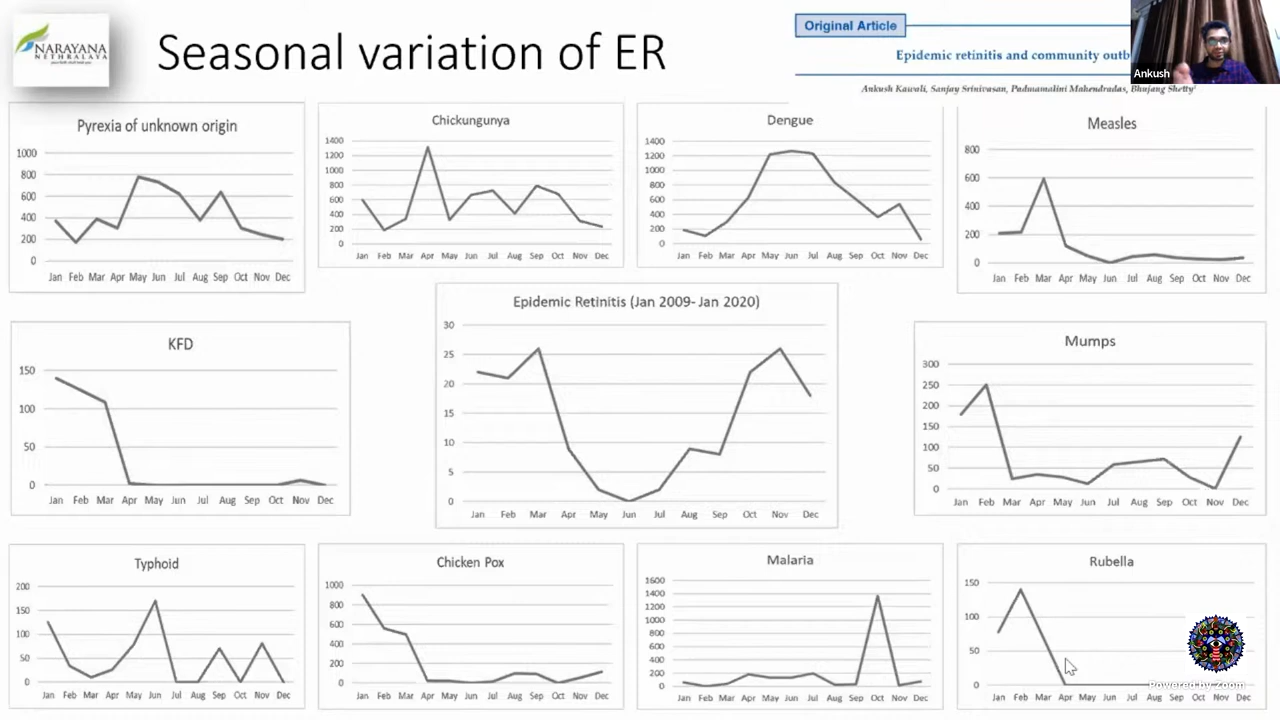 NARAYANA
NETHRALAYA
Seasonal variation of ER
Original Article
Epidemic retinitis and community outb
Ankush Kawali, Sanjay Srinivasan, Padmamalini Mahendradas, Bhujang Shetty
Ankush
Pyrexia of unknown origin
1000
800
600
400
200
0
Jan Feb Mar Apr May Jun Jul Aug Sep Oct Nov Dec
Chickungunya
1400
1200
1000
800
600
400
200
0
Jan Feb Mar Apr May Jun Jul Aug Sep Oct Nov Dec
Dengue
1400
1200
1000
800
600
400
200
0
Jan Feb Mar Apr May Jun Jul Aug Sep Oct Nov Dec
Measles
800
600
400
200
0
Jan Feb Mar Apr May Jun Jul Aug Sep Oct Nov Dec
KFD
150
100
50
0
Jan Feb Mar Apr May Jun Jul Aug Sep Oct Nov Dec
Epidemic Retinitis (Jan 2009- Jan 2020)
30
25
20
15
10
5
0
Jan Feb Mar Apr May Jun Jul Aug Sep Oct Nov Dec
Mumps
300
250
200
150
100
50
0
Jan Feb Mar Apr May Jun Jul Aug Sep Oct Nov Dec
Typhoid
200
150
100
50
0
Jan Feb Mar Apr May Jun Jul Aug Sep Oct Nov Dec
Chicken Pox
1000
800
600
400
200
0
Jan Feb Mar Apr May Jun Jul Aug Sep Oct Nov Dec
Malaria
1600
1400
1200
1000
800
600
400
200
0
Jan Feb Mar Apr May Jun Jul Aug Sep Oct Nov Dec
Rubella
150
100
50
0
Jan Feb Mar Apr May Jun Jul Aug Sep Oct Nov Dec
Powered by Zoom